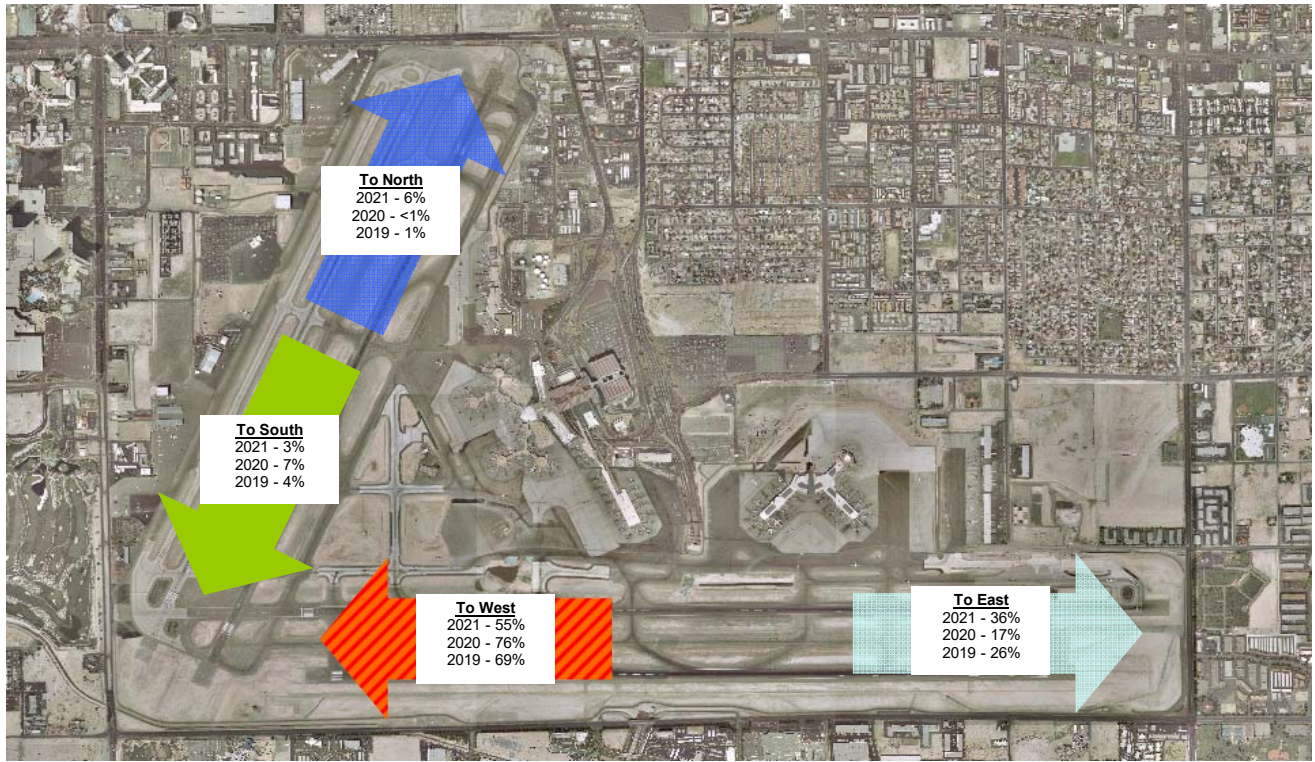 To North
2021 - 6%
2020 - <1%
2019 - 1%
To South
2021 - 3%
2020 - 7%
2019 - 4%
To West
2021 - 55%
2020 - 76%
2019 - 69%
To East
2021 - 36%
2020 - 17%
2019 - 26%